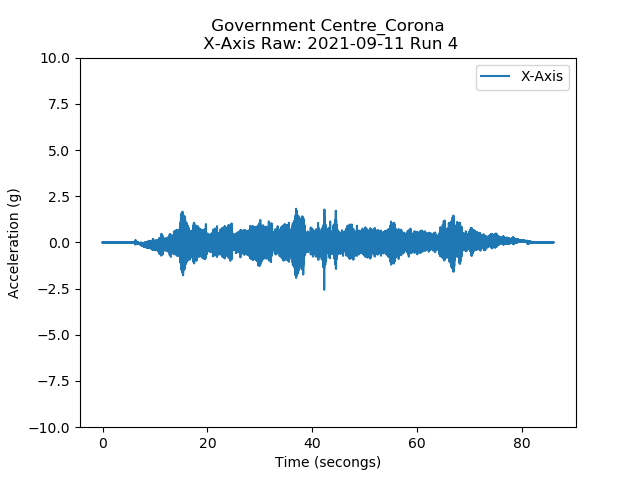 Government Centre_Corona
X-Axis Raw: 2021-09-11 Run 4
X-Axis
Acceleration (g)
10.0
7.5
5.0
2.5
0.0
−2.5
−5.0
−7.5
−10.0
0 20 40 60 80
Time (secongs)